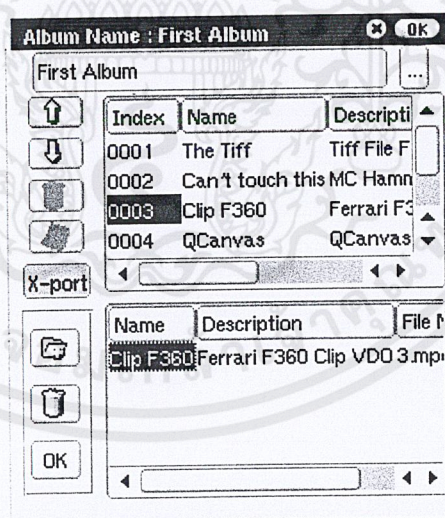 Album Name : First Album OK
First Album ...
Index Name Descripti
0001 The Tiff Tiff File F
0002 Can't touch this MC Hamn
0003 Clip F360 Ferrari F3
0004 QCanvas QCanvas
X-port
Name Description File
Clip F360 Ferrari F360 Clip VDO 3.mp
OK